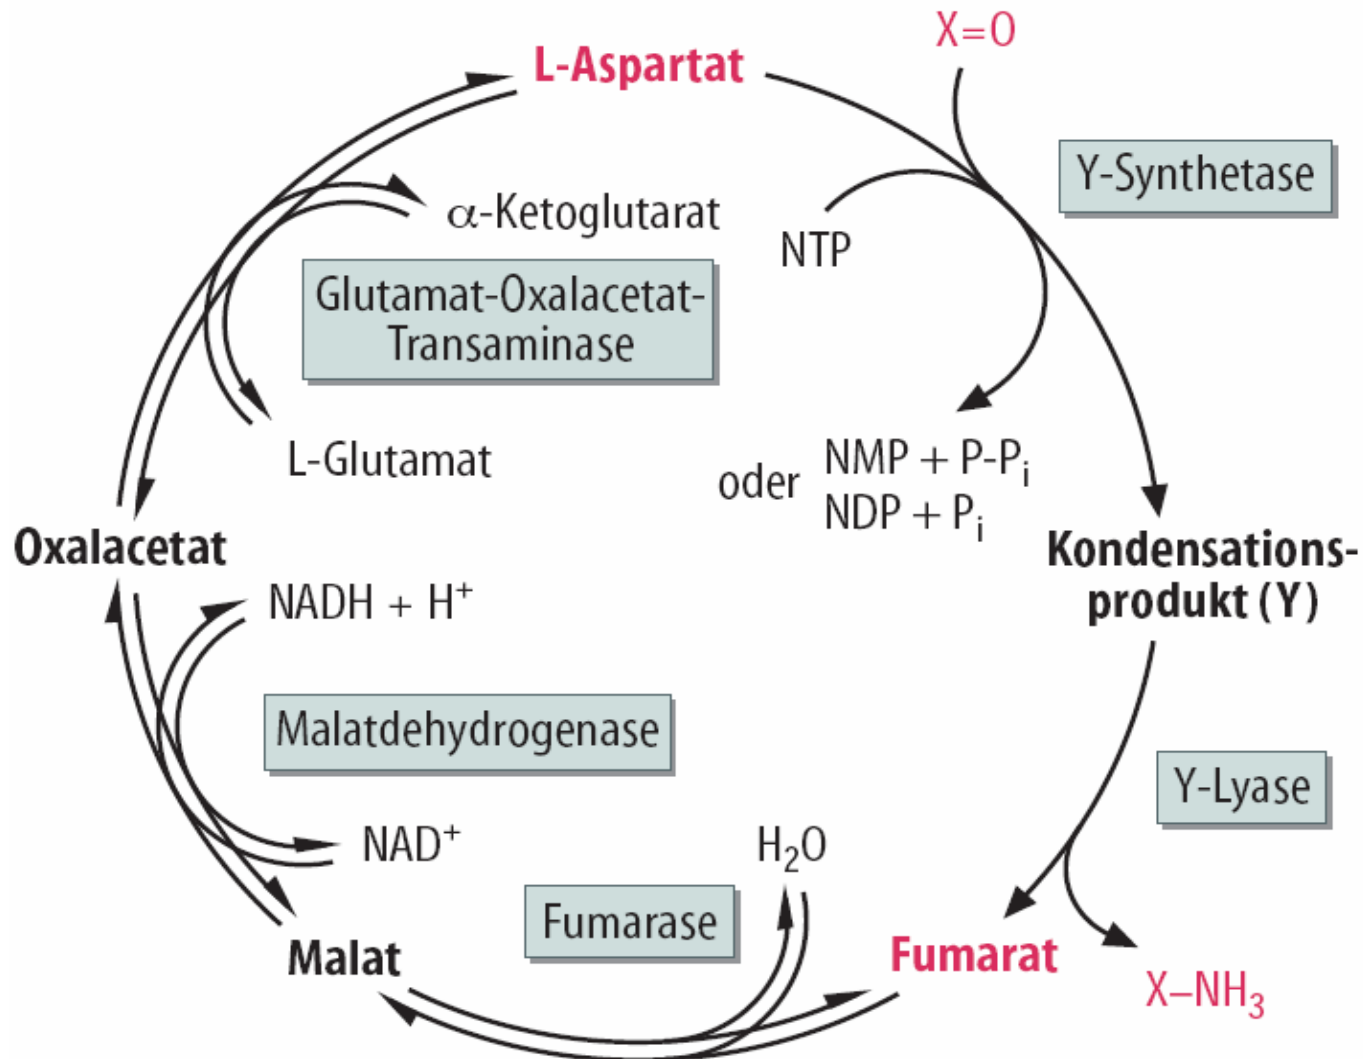 X=O
L-Aspartat
Y-Synthetase
α-Ketoglutarat
NTP
Glutamat-Oxalacetat-
Transaminase
L-Glutamat
oder
NMP + P-Pi
NDP + Pi
Oxalacetat
Kondensations-
produkt (Y)
NADH + H⁺
Malatdehydrogenase
Y-Lyase
NAD⁺
H₂O
Fumarase
Malat
Fumarat
X–NH₃